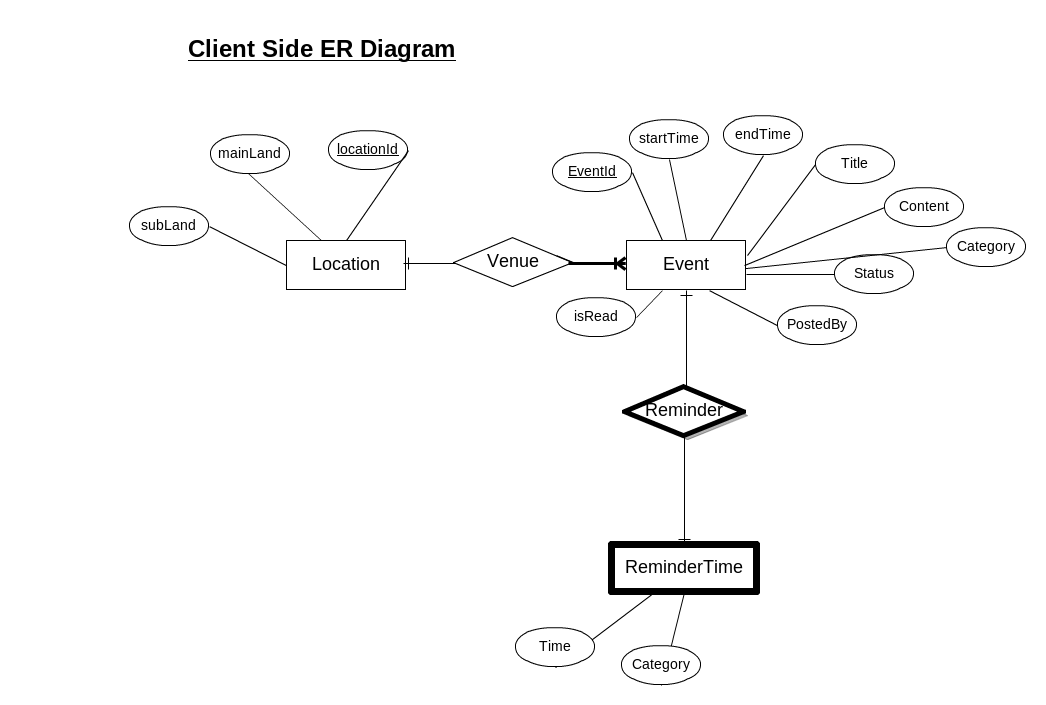 Client Side ER Diagram
startTime
endTime
mainLand
locationId
EventId
Title
subLand
Content
Category
Location
Venue
Event
Status
isRead
PostedBy
Reminder
ReminderTime
Time
Category